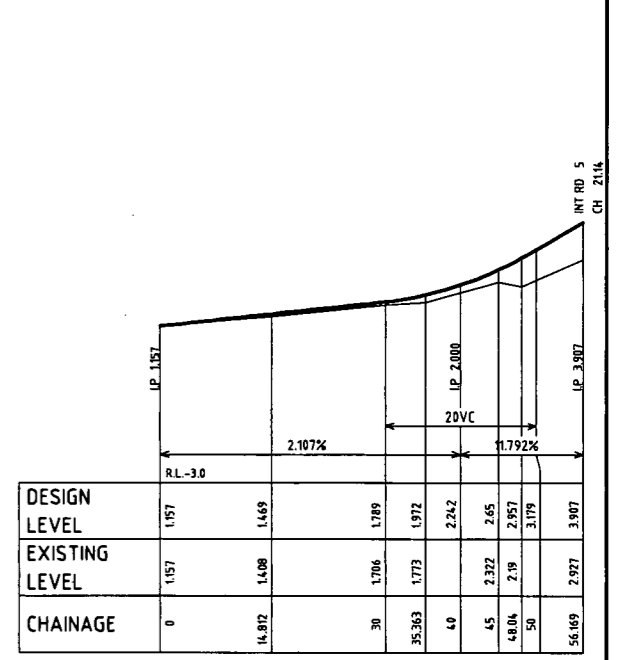 INT RD 5
CH 21.14
I.P 1.157
I.P 2.000
I.P 3.907
20VC
2.107%
11.792%
R.L.-3.0
DESIGN LEVEL 1.157 1.469 1.789 1.972 2.242 2.65 2.957 3.179 3.907
EXISTING LEVEL 1.157 1.408 1.706 1.773 2.322 2.19 2.927
CHAINAGE 0 14.812 30 35.363 40 45 48.04 50 56.169